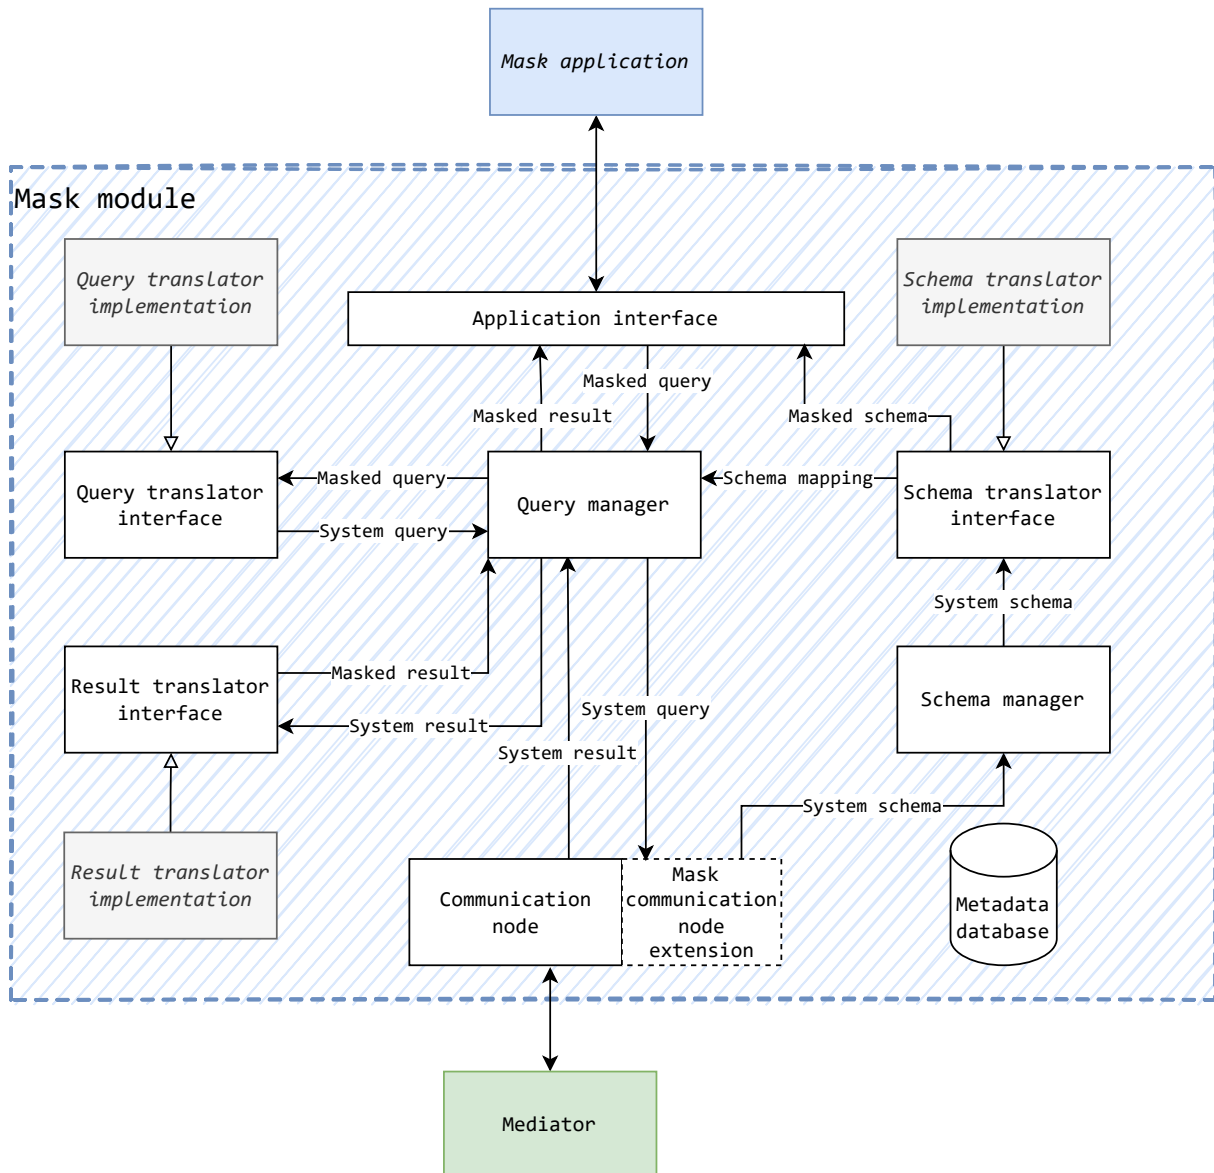 Mask application
Mask module
Query translator
implementation
Schema translator
implementation
Application interface
Masked query
Masked result
Masked schema
Query translator
interface
Masked query
System query
Query manager
Schema mapping
Schema translator
interface
System schema
Result translator
interface
Masked result
System result
System query
System result
Schema manager
System schema
Result translator
implementation
Communication
node
Mask
communication
node
extension
Metadata
database
Mediator